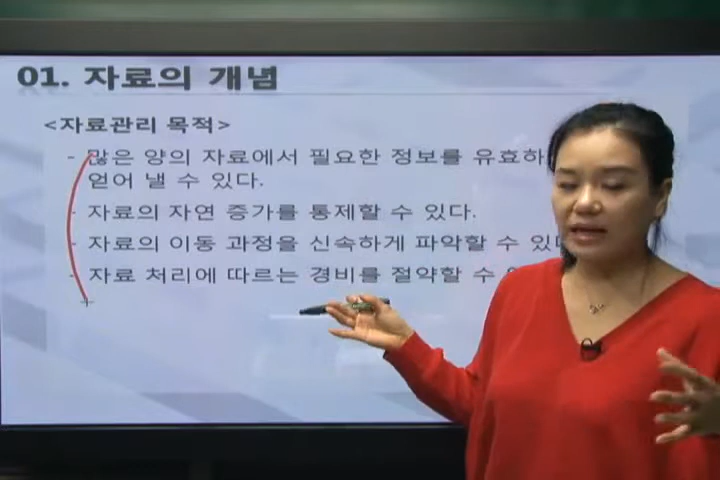 01. 자료의 개념
<자료관리 목적>
- 많은 양의 자료에서 필요한 정보를 유효하
얻어 낼 수 있다.
- 자료의 자연 증가를 통제할 수 있다.
- 자료의 이동 과정을 신속하게 파악할 수 있다
- 자료 처리에 따르는 경비를 절약할 수